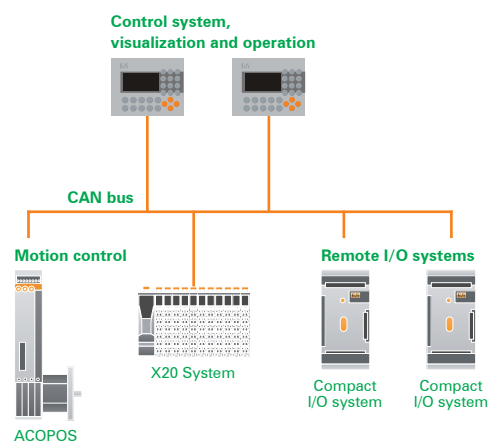 Control system,
visualization and operation
CAN bus
Motion control
Remote I/O systems
X20 System
Compact
I/O system
Compact
I/O system
ACOPOS